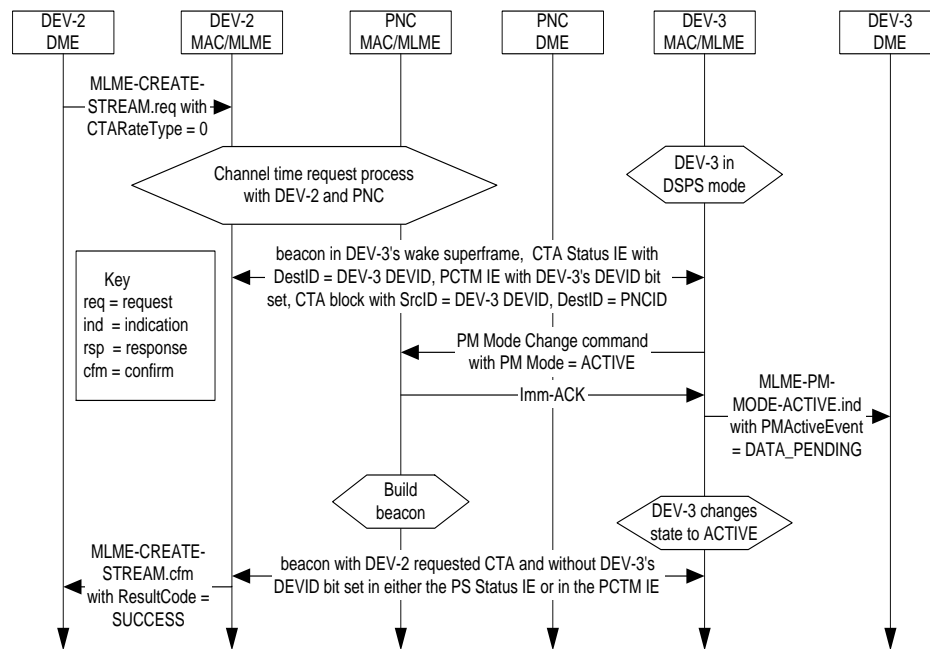 DEV-2
DME
DEV-2
MAC/MLME
PNC
MAC/MLME
PNC
DME
DEV-3
MAC/MLME
DEV-3
DME
MLME-CREATE-
STREAM.req with
CTARateType = 0
Channel time request process
with DEV-2 and PNC
DEV-3 in
DSPS mode
beacon in DEV-3's wake superframe, CTA Status IE with
DestID = DEV-3 DEVID, PCTM IE with DEV-3's DEVID bit
set, CTA block with SrcID = DEV-3 DEVID, DestID = PNCID
Key
req = request
ind = indication
rsp = response
cfm = confirm
PM Mode Change command
with PM Mode = ACTIVE
Imm-ACK
MLME-PM-
MODE-ACTIVE.ind
with PMActiveEvent
= DATA_PENDING
Build
beacon
DEV-3 changes
state to ACTIVE
MLME-CREATE-
STREAM.cfm
with ResultCode =
SUCCESS
beacon with DEV-2 requested CTA and without DEV-3's
DEVID bit set in either the PS Status IE or in the PCTM IE